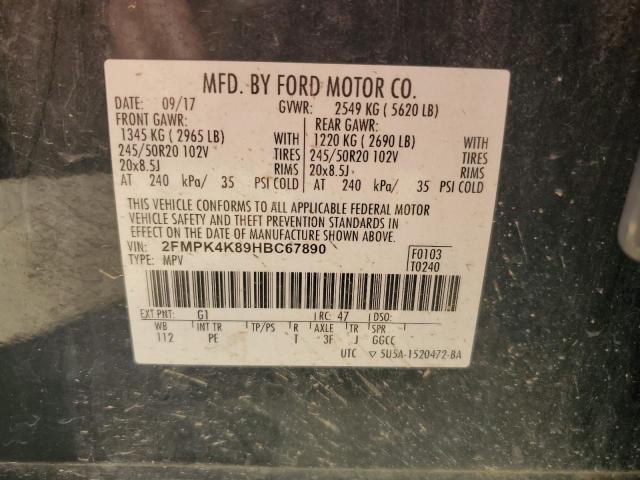 MFD. BY FORD MOTOR CO.
DATE: 09/17 GVWR: 2549 KG ( 5620 LB)
FRONT GAWR: REAR GAWR:
1345 KG ( 2965 LB) WITH 1220 KG ( 2690 LB) WITH
245/50R20 102V TIRES 245/50R20 102V TIRES
20x8.5J RIMS 20x8.5J RIMS
AT 240 kPa/ 35 PSI COLD AT 240 kPa/ 35 PSI COLD
THIS VEHICLE CONFORMS TO ALL APPLICABLE FEDERAL MOTOR
VEHICLE SAFETY AND THEFT PREVENTION STANDARDS IN
EFFECT ON THE DATE OF MANUFACTURE SHOWN ABOVE.
VIN: 2FMPK4K89HBC67890 F0103
TYPE: MPV T0240
EXT PNT: G1 RC: 47 DSO:
WB INT TR TP/PS R AXLE TR SPR
112 PE T 3F J GGCC
UTC ▽ 5U5A-1520472-BA